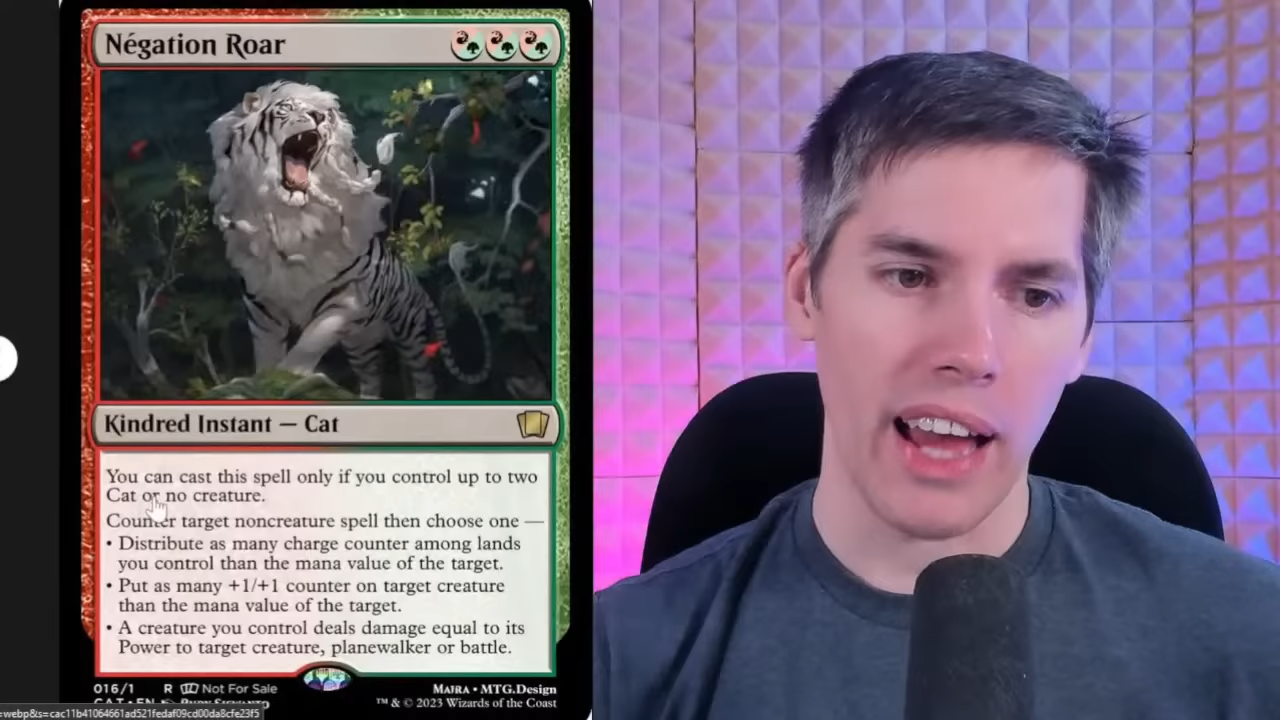 Négation Roar
Kindred Instant — Cat
You can cast this spell only if you control up to two
Cat or no creature.
Counter target noncreature spell then choose one —
• Distribute as many charge counter among lands
you control than the mana value of the target.
• Put as many +1/+1 counter on target creature
than the mana value of the target.
• A creature you control deals damage equal to its
Power to target creature, planewalker or battle.
016/1 R Not For Sale
MAJRA • MTG.Design
CAT • EN
™ & © 2023 Wizards of the Coast
=webp&s=cac11b41064661ad521fedaf09cd00da8cfe23f5